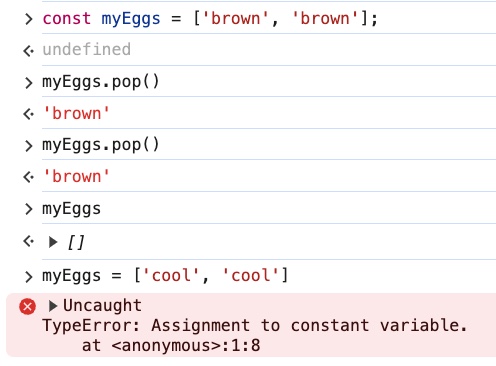 const myEggs = ['brown', 'brown'];
undefined
myEggs.pop()
'brown'
myEggs.pop()
'brown'
myEggs
[]
myEggs = ['cool', 'cool']
Uncaught
TypeError: Assignment to constant variable.
    at <anonymous>:1:8